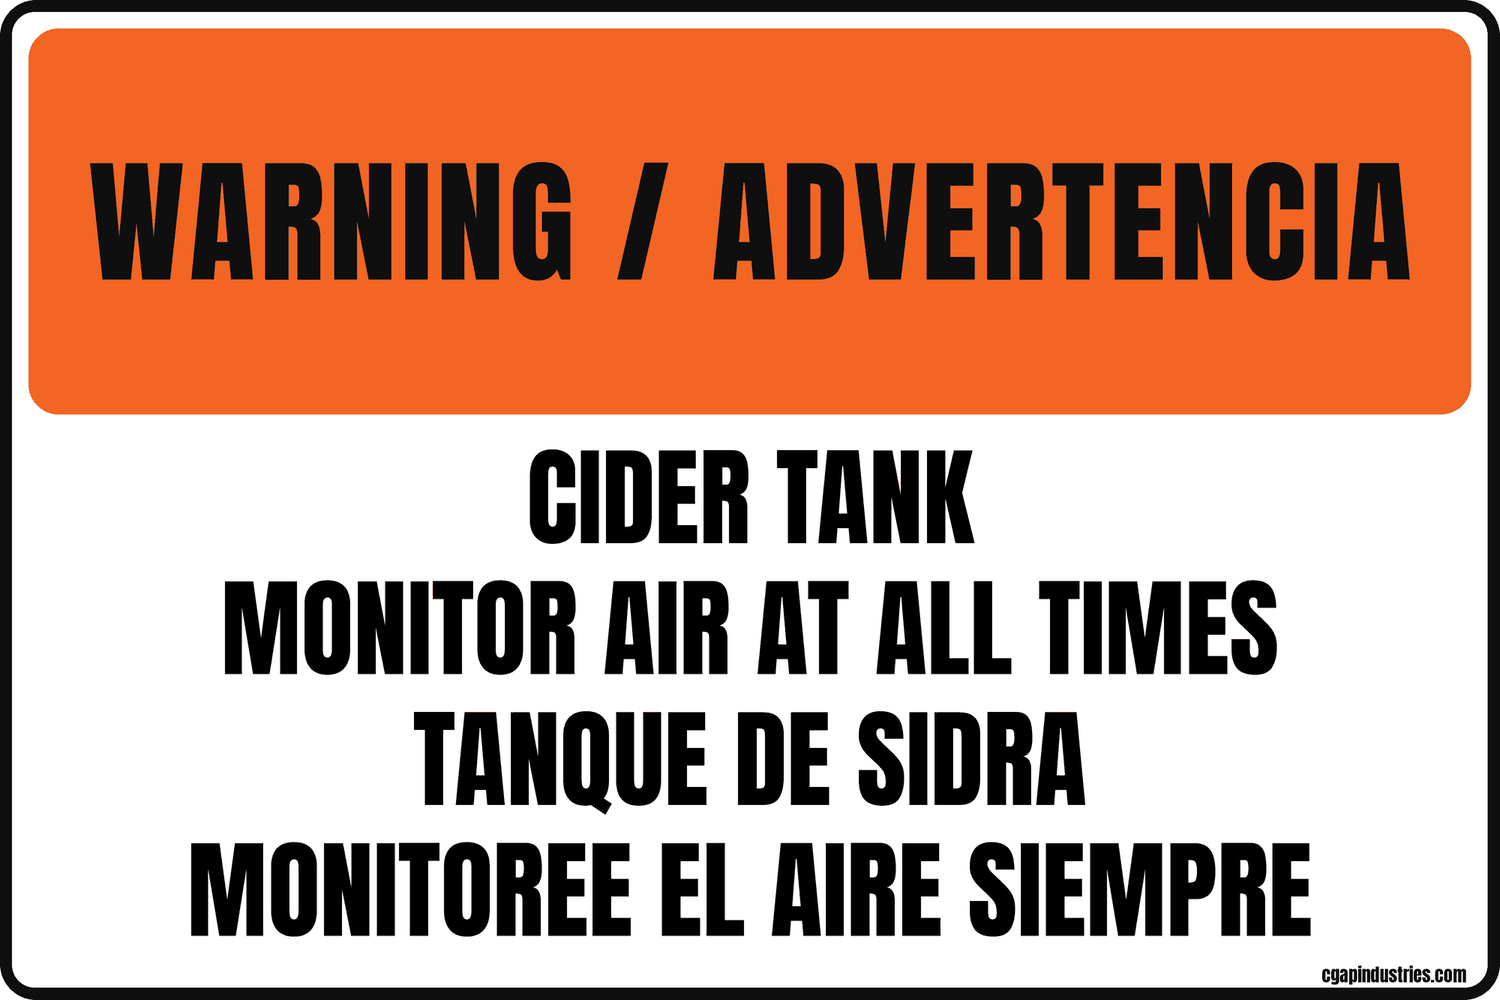 WARNING / ADVERTENCIA
CIDER TANK
MONITOR AIR AT ALL TIMES
TANQUE DE SIDRA
MONITOREE EL AIRE SIEMPRE
cgapindustries.com